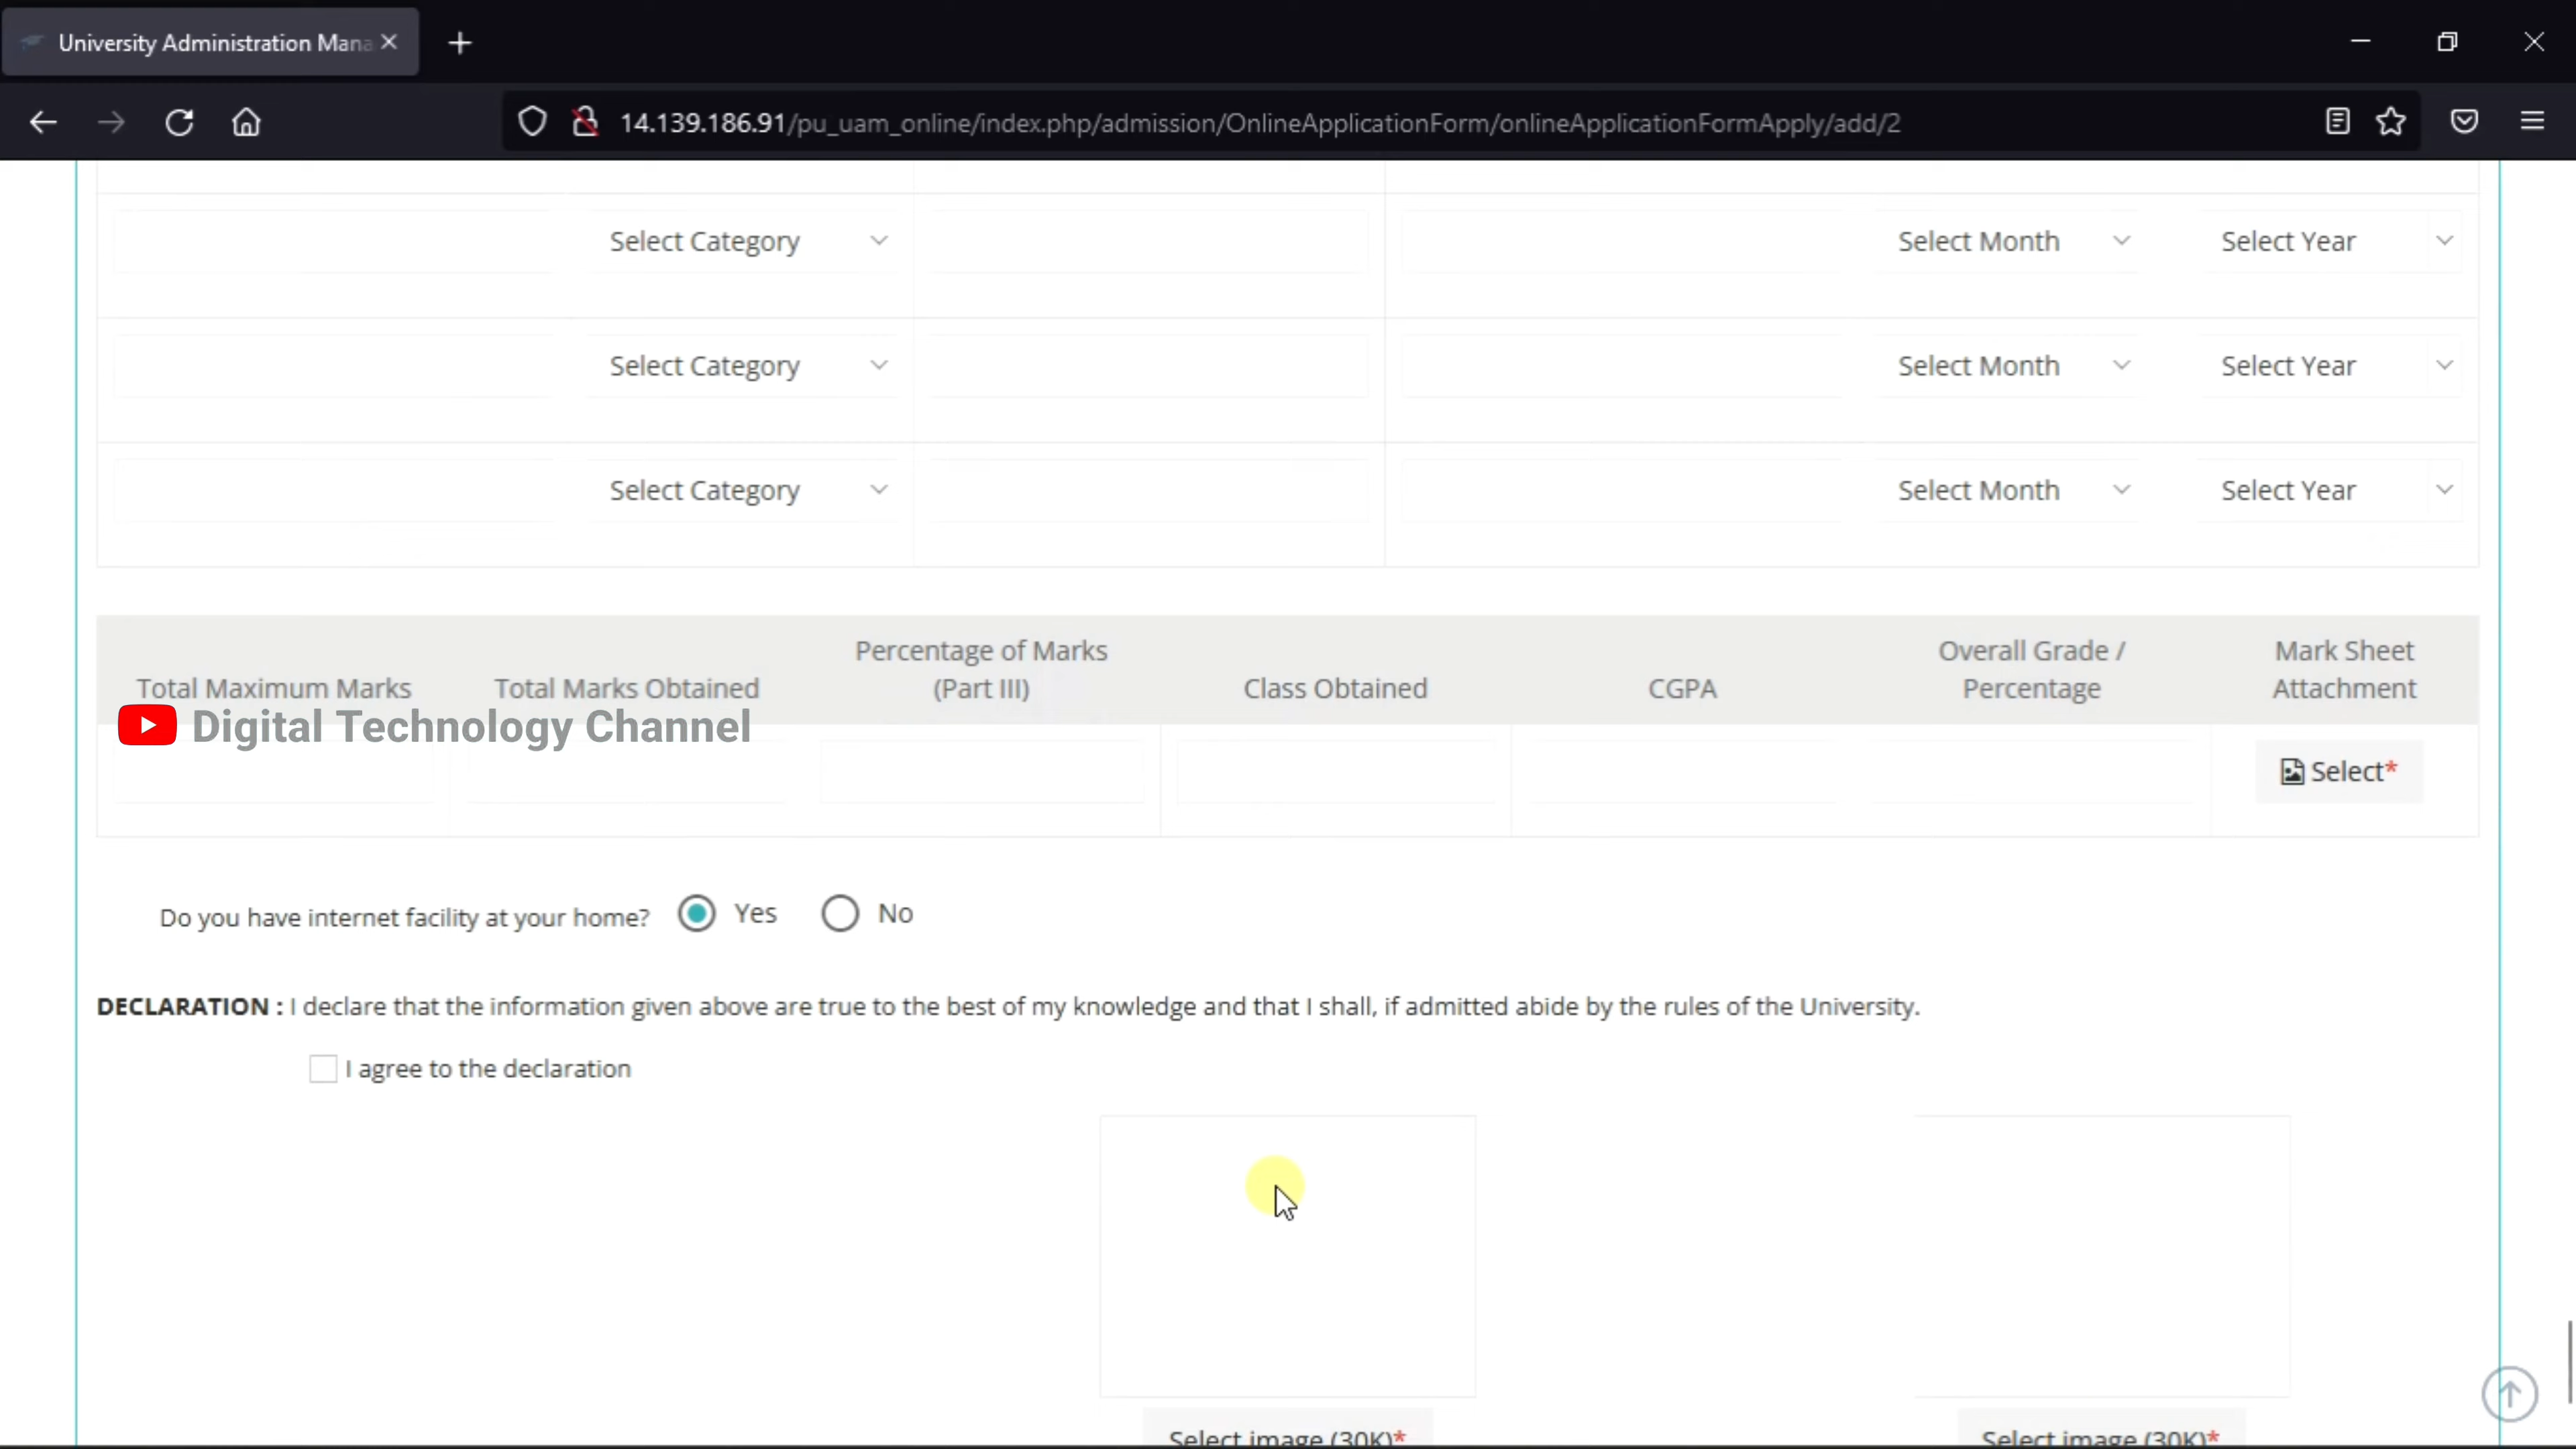 University Administration Mana
14.139.186.91/pu_uam_online/index.php/admission/OnlineApplicationForm/onlineApplicationFormApply/add/2
Select Category Select Month Select Year
Select Category Select Month Select Year
Select Category Select Month Select Year
Percentage of Marks Overall Grade / Mark Sheet
Total Maximum Marks Total Marks Obtained (Part III) Class Obtained CGPA Percentage Attachment
Digital Technology Channel
Select*
Do you have internet facility at your home? Yes No
DECLARATION : I declare that the information given above are true to the best of my knowledge and that I shall, if admitted abide by the rules of the University.
I agree to the declaration
Select image (30K)* Select image (30K)*